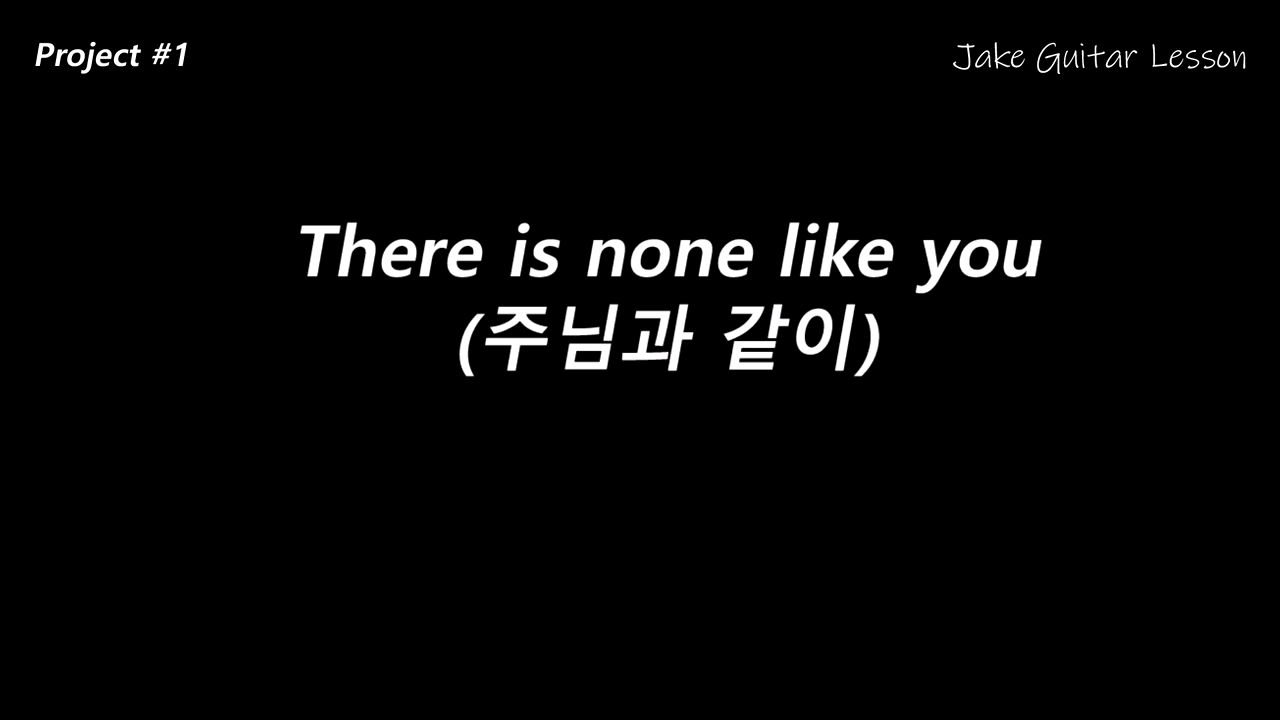 Project #1
Jake Guitar Lesson
There is none like you
(주님과 같이)